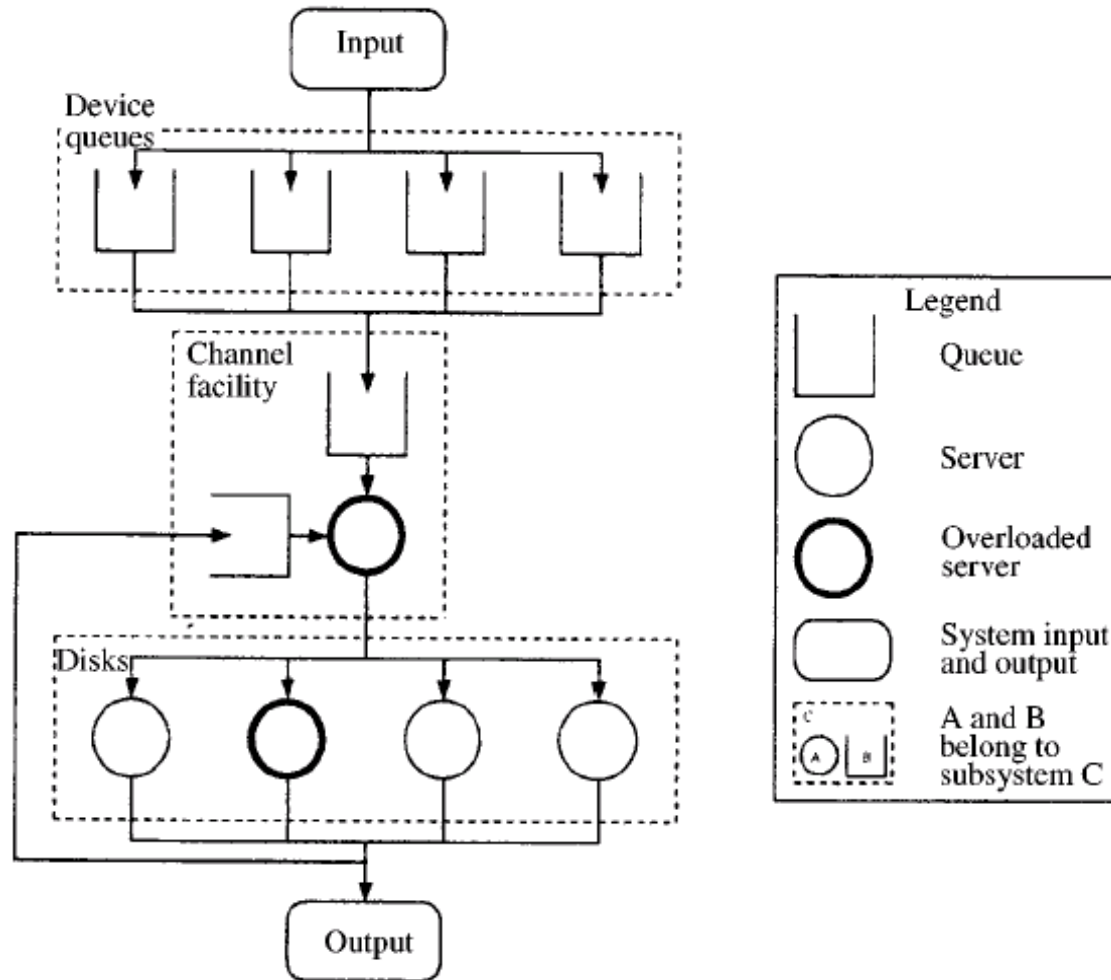 Input
Device
queues
Channel
facility
Disks
Output
Legend
Queue
Server
Overloaded
server
System input
and output
C
A
B
A and B
belong to
subsystem C